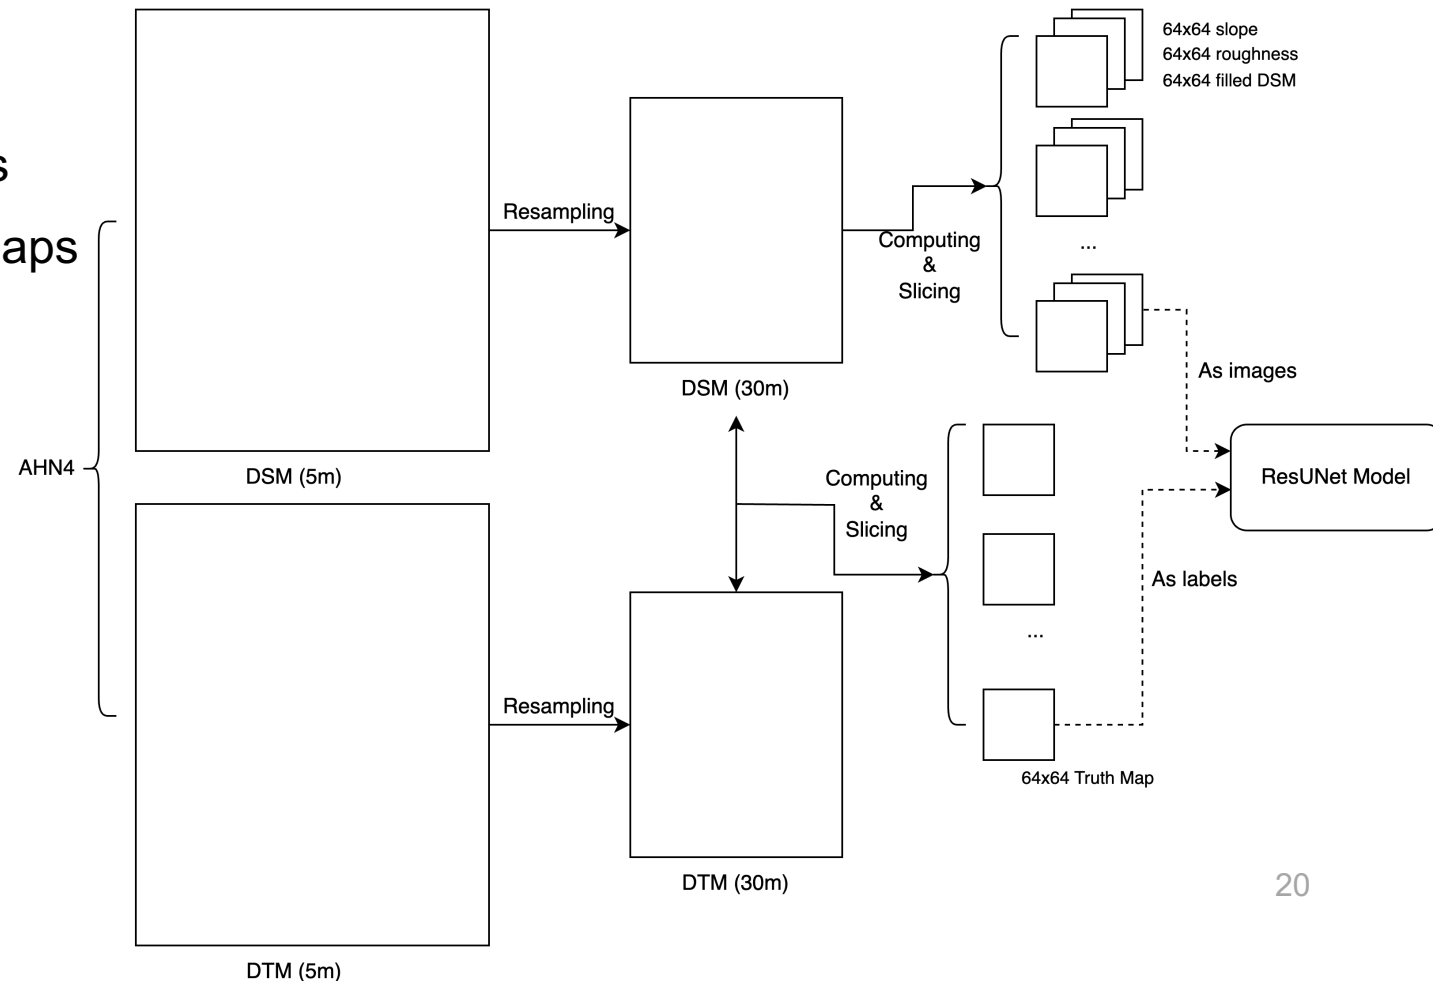 s
aps
AHN4
DSM (5m)
Resampling
DSM (30m)
Computing
&
Slicing
64x64 slope
64x64 roughness
64x64 filled DSM
...
As images
DTM (5m)
Resampling
DTM (30m)
Computing
&
Slicing
...
64x64 Truth Map
As labels
ResUNet Model
20